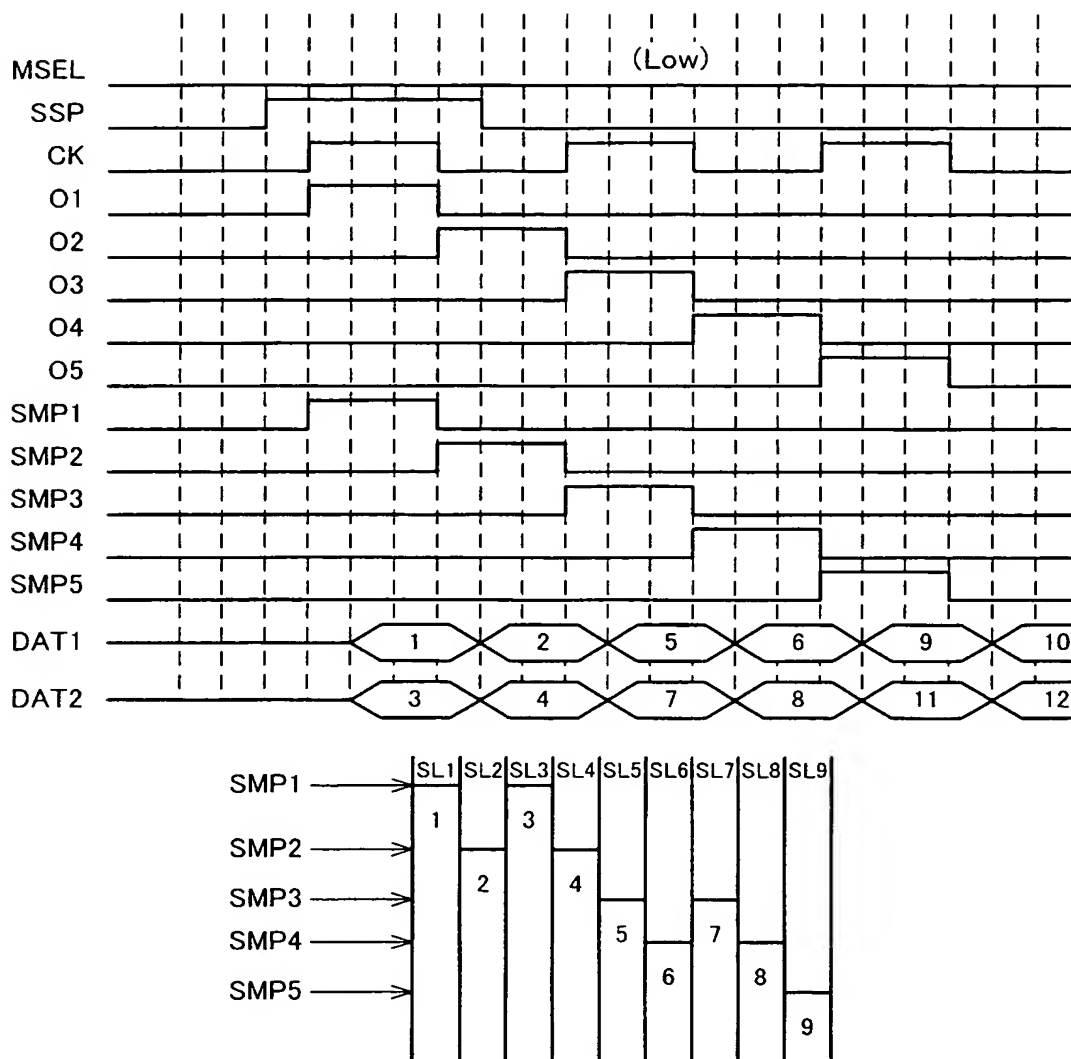 (Low)
MSEL
SSP
CK
O1
O2
O3
O4
O5
SMP1
SMP2
SMP3
SMP4
SMP5
DAT1 1 2 5 6 9 10
DAT2 3 4 7 8 11 12
SL1 SL2 SL3 SL4 SL5 SL6 SL7 SL8 SL9
SMP1
1 3
SMP2
2 4
SMP3
5 7
SMP4
6 8
SMP5
9